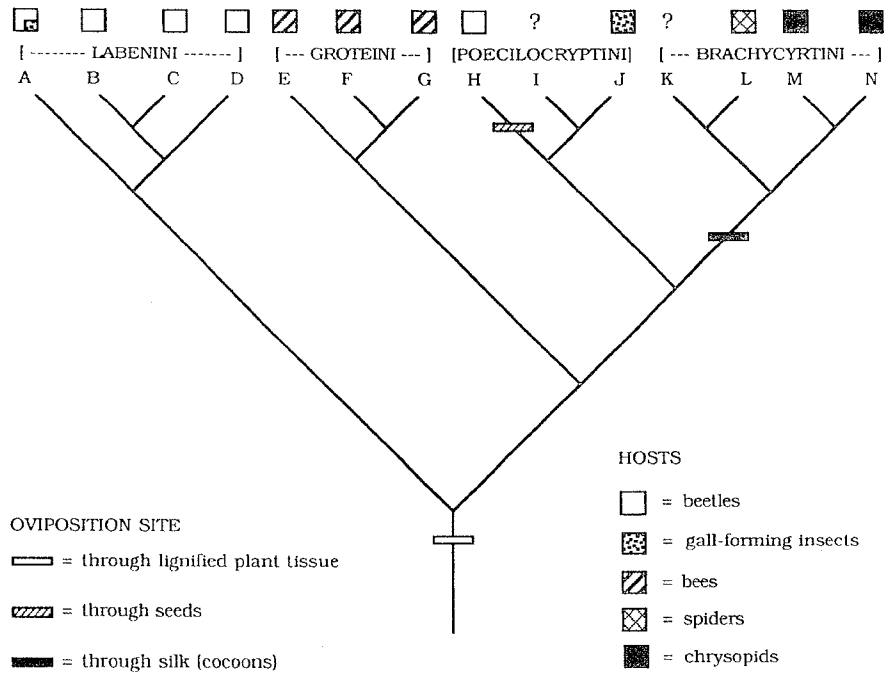 ? ?
[ -------- LABENINI ------- ] [ --- GROTEINI --- ] [POECILOCRYPTINI] [ --- BRACHYCYRTINI --- ]
A B C D E F G H I J K L M N
HOSTS
= beetles
= gall-forming insects
= bees
= spiders
= chrysopids
OVIPOSITION SITE
= through lignified plant tissue
= through seeds
= through silk (cocoons)